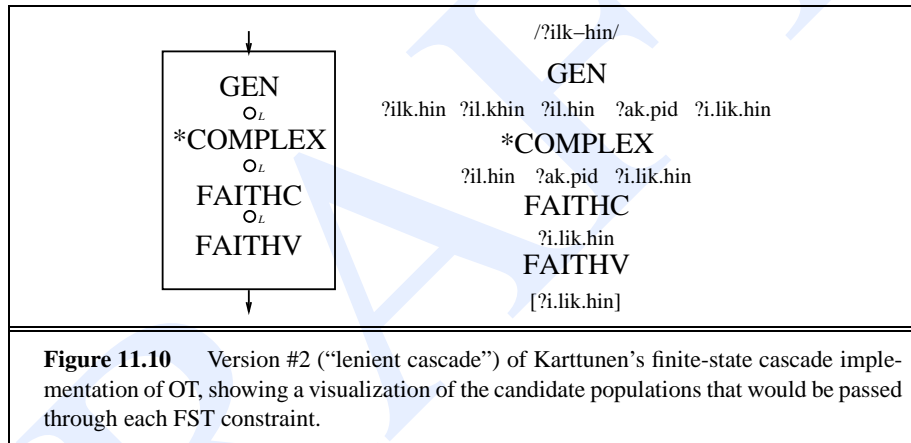 GEN
o L
*COMPLEX
o L
FAITHC
o L
FAITHV
/?ilk–hin/
GEN
?ilk.hin ?il.khin ?il.hin ?ak.pid ?i.lik.hin
*COMPLEX
?il.hin ?ak.pid ?i.lik.hin
FAITHC
?i.lik.hin
FAITHV
[?i.lik.hin]
Figure 11.10 Version #2 (“lenient cascade”) of Karttunen’s finite-state cascade imple-
mentation of OT, showing a visualization of the candidate populations that would be passed
through each FST constraint.